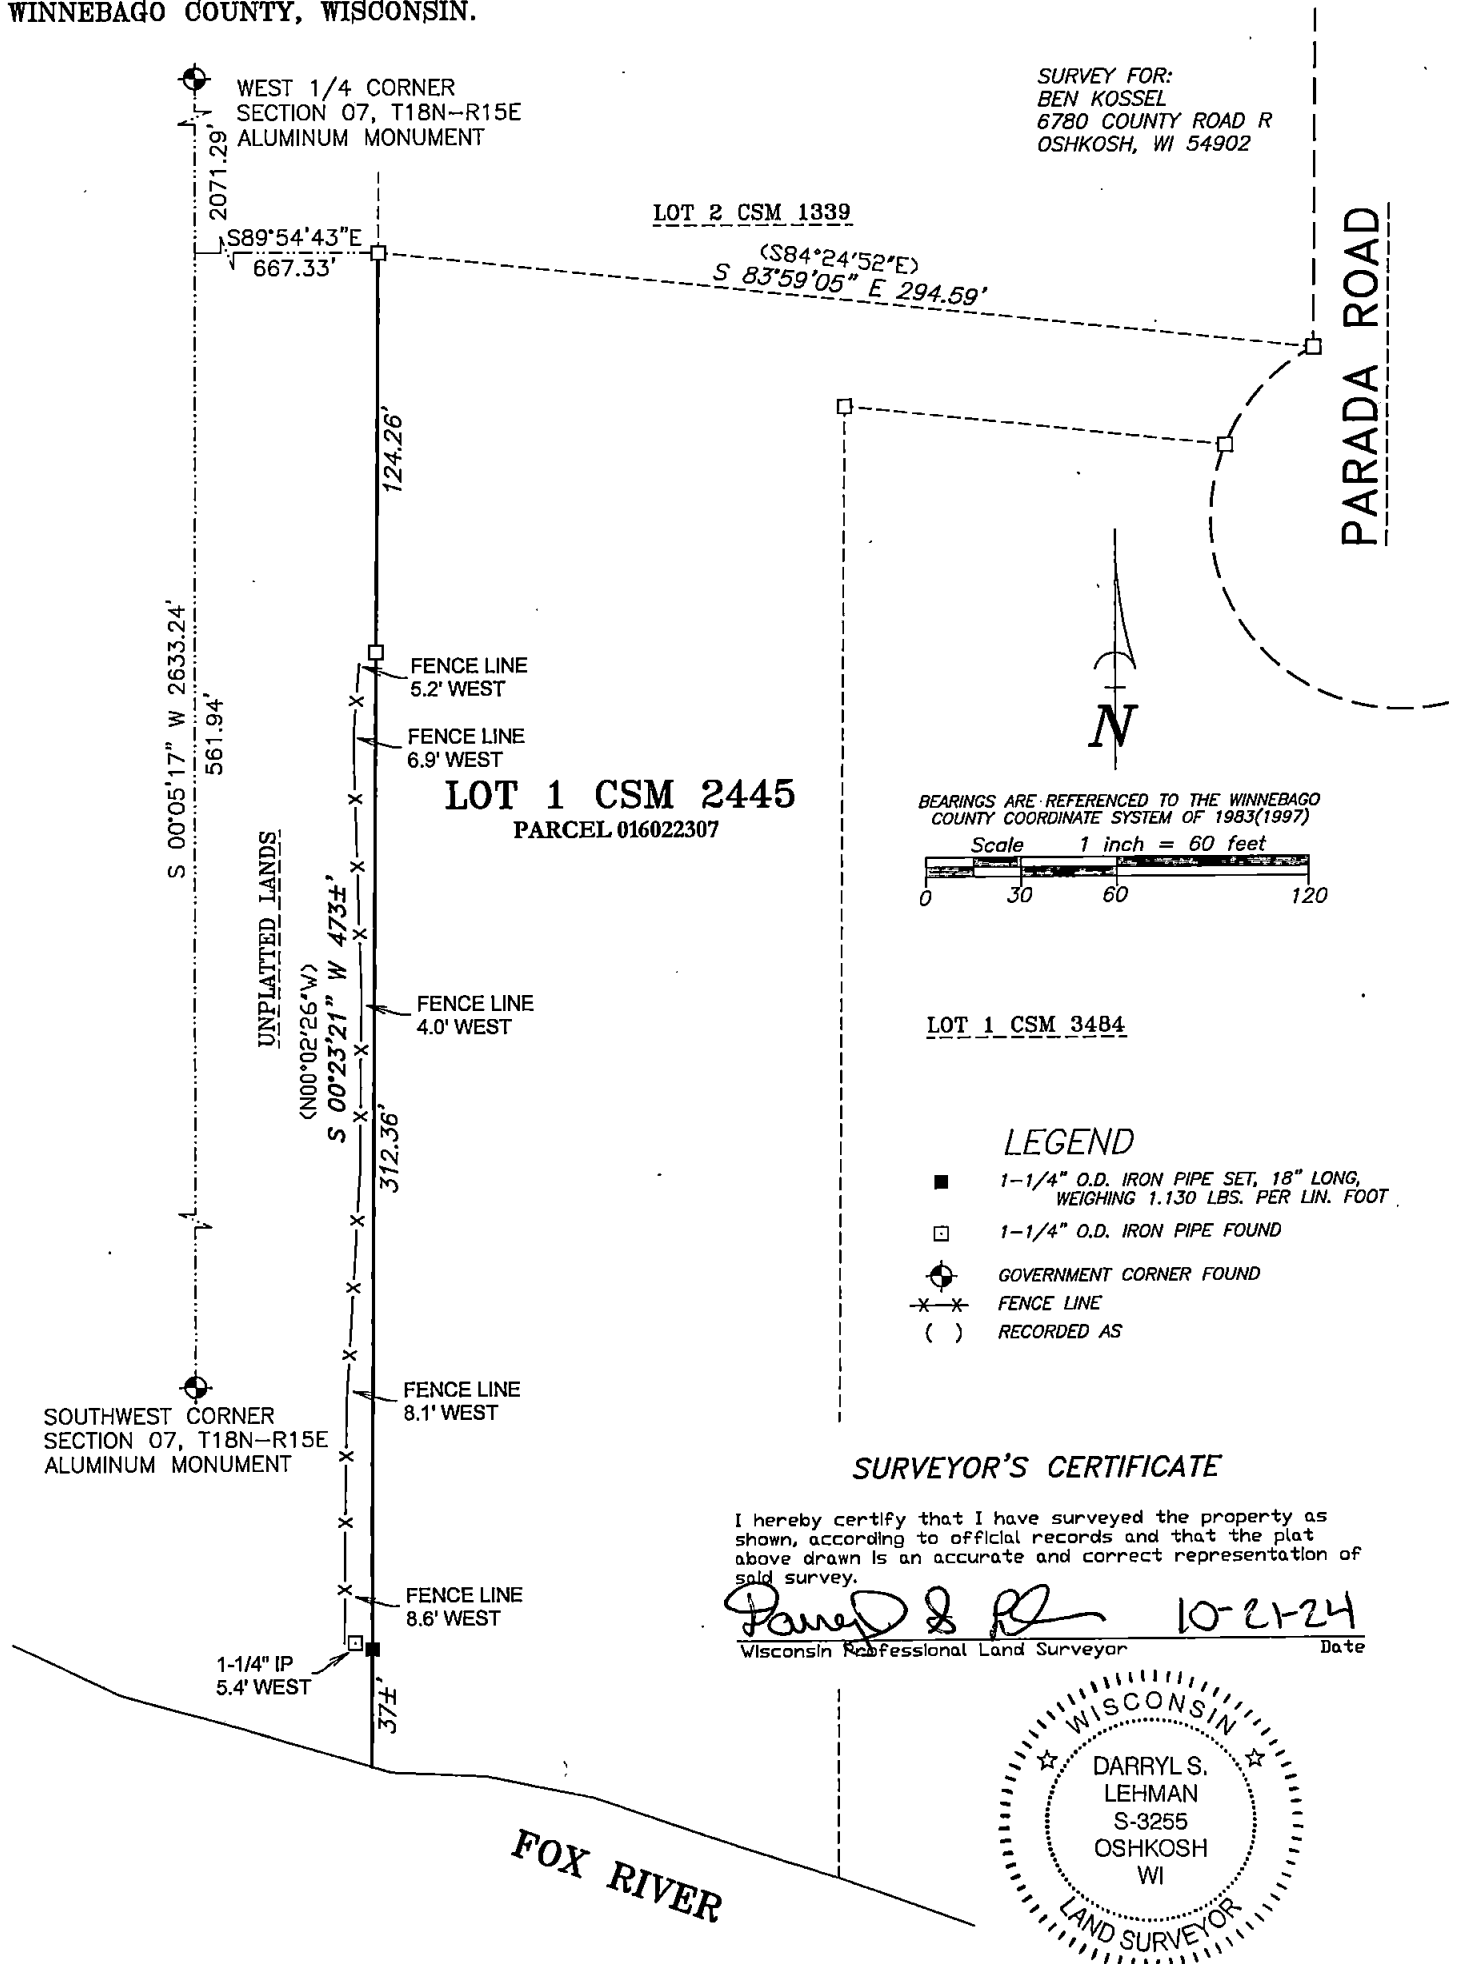 WINNEBAGO COUNTY, WISCONSIN.
WEST 1/4 CORNER
SECTION 07, T18N-R15E
ALUMINUM MONUMENT
2071.29'
SURVEY FOR:
BEN KOSSEL
6780 COUNTY ROAD R
OSHKOSH, WI 54902
LOT 2 CSM 1339
S89°54'43"E
667.33'
(S84°24'52"E)
S 83°59'05" E 294.59'
PARADA ROAD
124.26'
S 00°05'17" W 2633.24'
561.94'
FENCE LINE
5.2' WEST
FENCE LINE
6.9' WEST
LOT 1 CSM 2445
PARCEL 016022307
N
BEARINGS ARE REFERENCED TO THE WINNEBAGO
COUNTY COORDINATE SYSTEM OF 1983(1997)
Scale 1 inch = 60 feet
0 30 60 120
UNPLATTED LANDS
(N00°02'26"W)
S 00°23'21" W 473±'
FENCE LINE
4.0' WEST
LOT 1 CSM 3484
312.36'
LEGEND
1-1/4" O.D. IRON PIPE SET, 18" LONG,
WEIGHING 1.130 LBS. PER LIN. FOOT
1-1/4" O.D. IRON PIPE FOUND
GOVERNMENT CORNER FOUND
-X-X- FENCE LINE
( ) RECORDED AS
FENCE LINE
8.1' WEST
SOUTHWEST CORNER
SECTION 07, T18N-R15E
ALUMINUM MONUMENT
SURVEYOR'S CERTIFICATE
I hereby certify that I have surveyed the property as
shown, according to official records and that the plat
above drawn is an accurate and correct representation of
said survey.
10-21-24
Wisconsin Professional Land Surveyor Date
FENCE LINE
8.6' WEST
1-1/4" IP
5.4' WEST
37±'
FOX RIVER
WISCONSIN
DARRYL S.
LEHMAN
S-3255
OSHKOSH
WI
LAND SURVEYOR